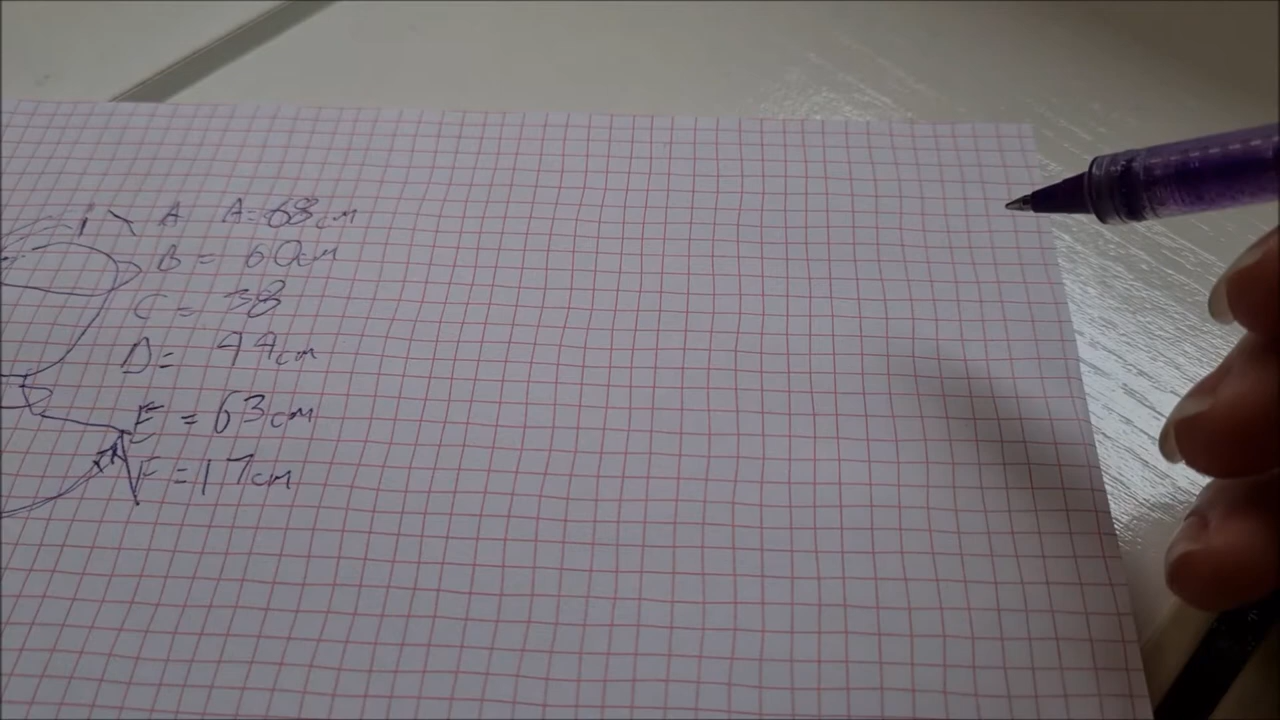 A A=68cm
B = 60cm
C = 38
D= 44cm
E = 63cm
F =17cm